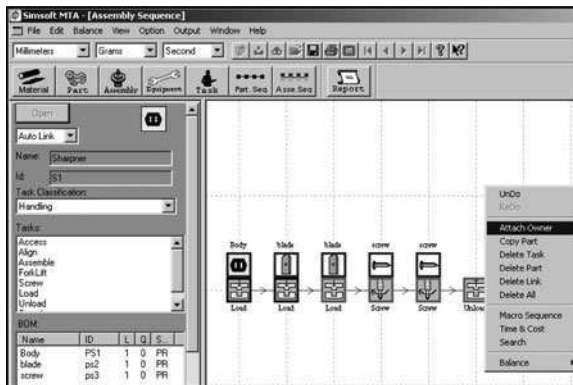 Simsoft MTA - [Assembly Sequence]
File Edit Balance View Option Output Window Help
Millimeters Grams Second
Material Part Assembly Equipment Task Part.Seq Asse.Seq Report
Open
Auto Link
Name: Sharpner
Id: S1
Task Classification:
Handling
Tasks:
Access
Align
Assemble
ForkLift
Screw
Load
Unload
BOM:
Name ID L Q. S...
Body PS1 1 0 PR
blade ps2 1 0 PR
screw ps3 1 0 PR
Body blade blade screw screw
Load Load Load Screw Screw Unload
UnDo
ReDo
Attach Owner
Copy Part
Delete Task
Delete Part
Delete Link
Delete All
Macro Sequence
Time & Cost
Search
Balance